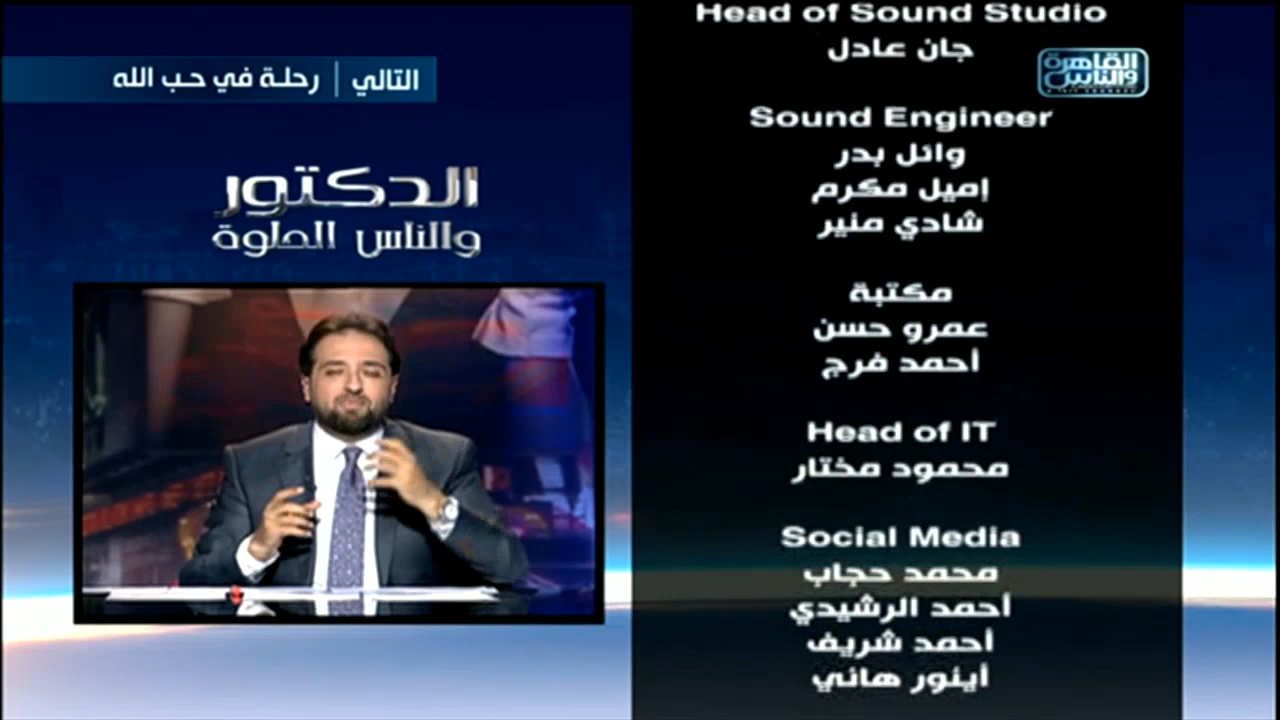 التالي | رحلة في حب الله
الدكتور
والناس الحلوة
القاهرة
والناس
Head of Sound Studio
جان عادل
Sound Engineer
وائل بدر
إميل مكرم
شادي منير
مكتبة
عمرو حسن
أحمد فرج
Head of IT
محمود مختار
Social Media
محمد حجاب
أحمد الرشيدي
أحمد شريف
أينور هاني